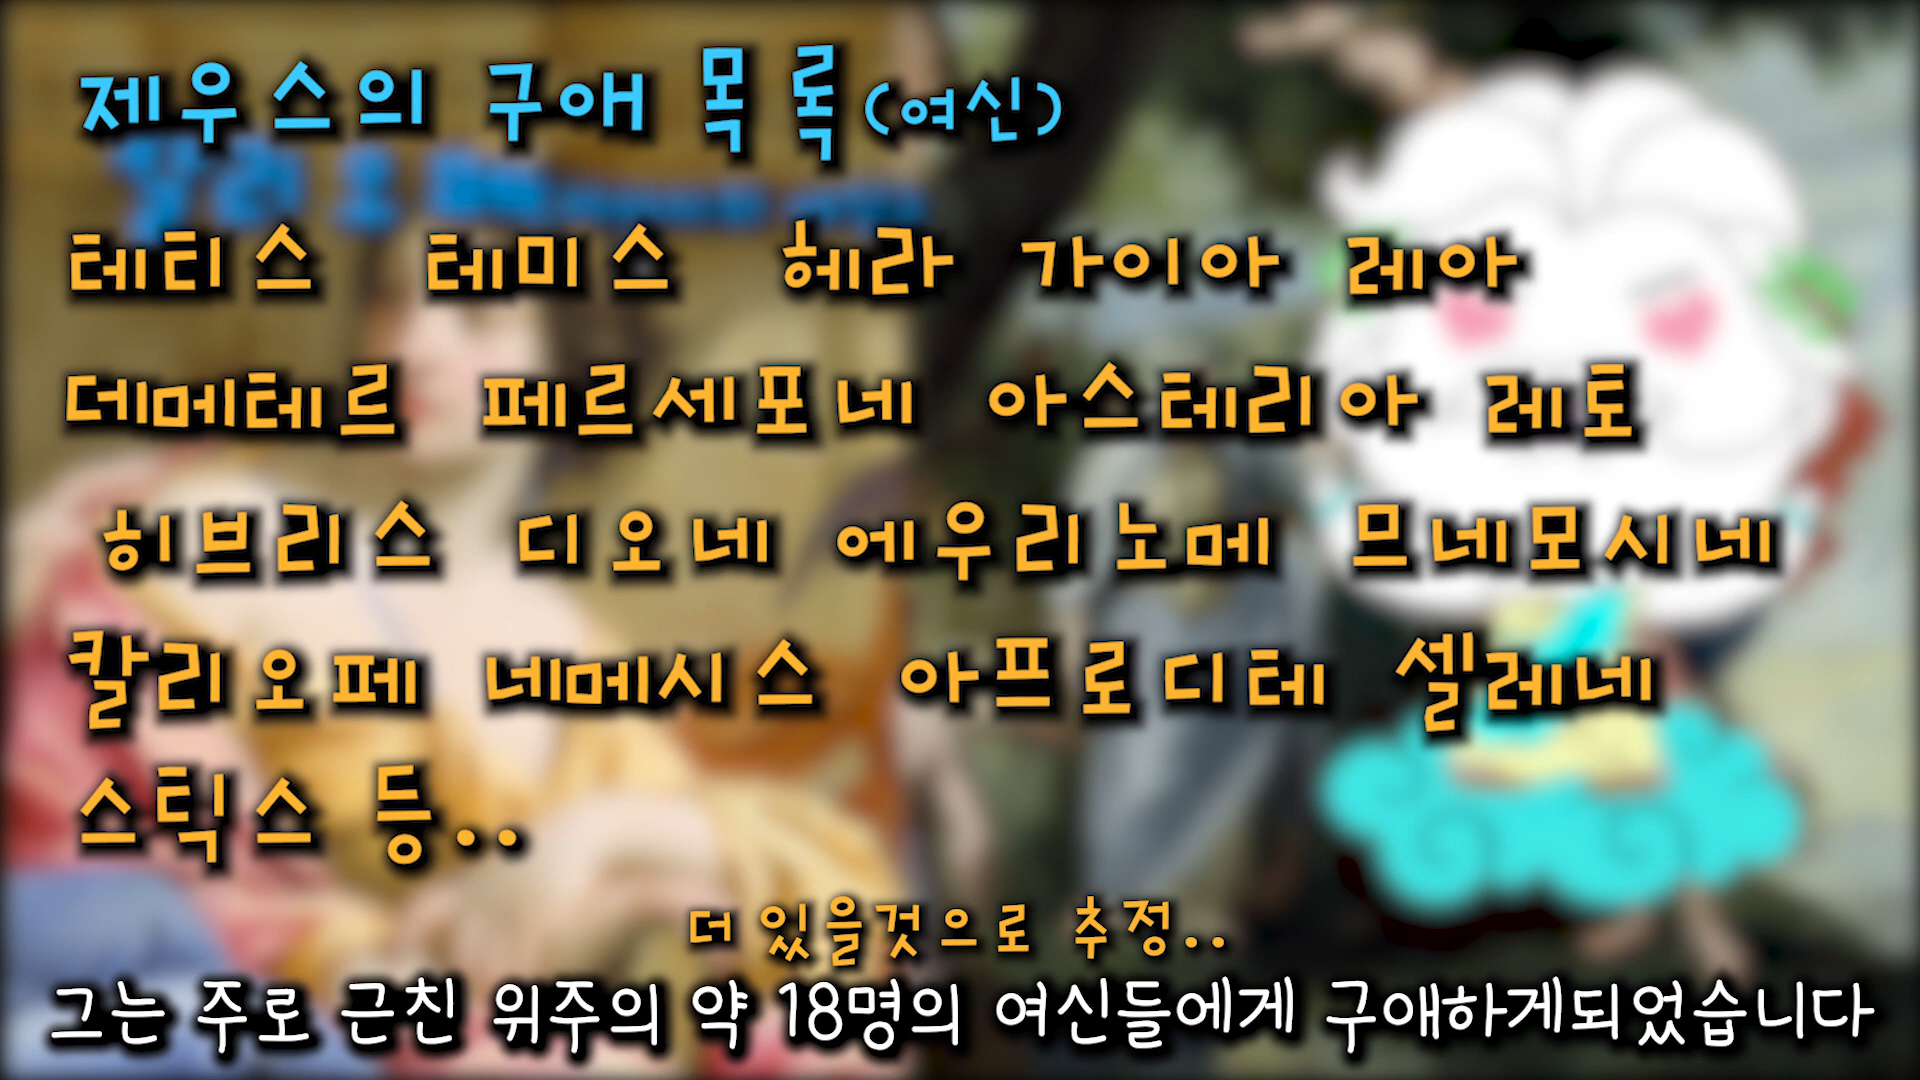 제우스의 구애 목록(여신)
테티스 테미스 헤라 가이아 레아
데메테르 페르세포네 아스테리아 레토
히브리스 디오네 에우리노메 므네모시네
칼리오페 네메시스 아프로디테 셀레네
스틱스 등..
더 있을것으로 추정..
그는 주로 근친 위주의 약 18명의 여신들에게 구애하게되었습니다